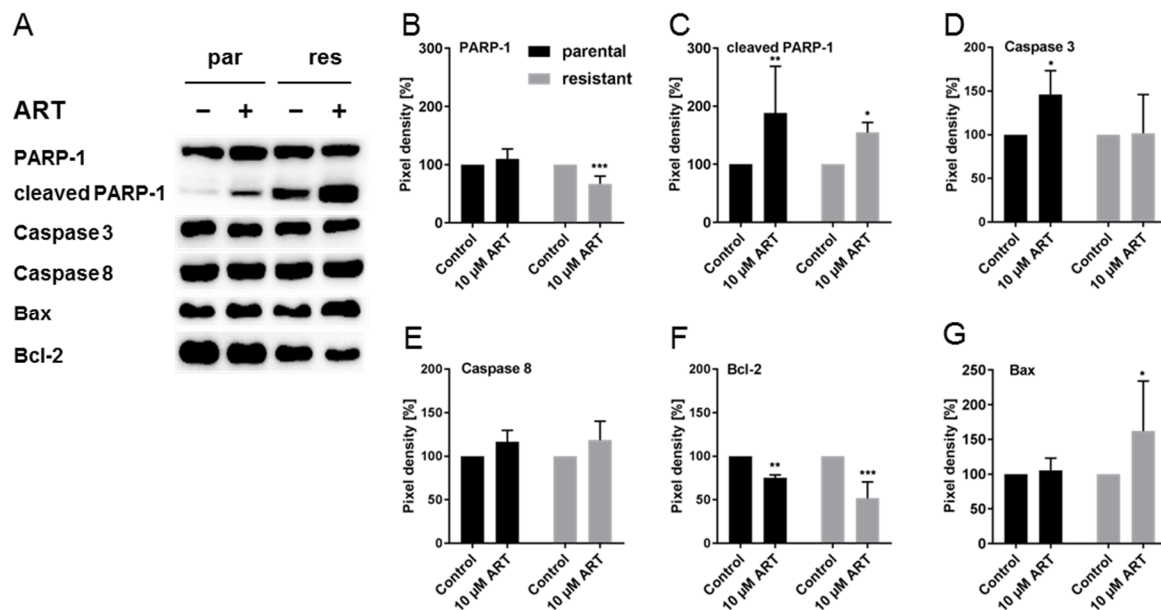 A
par res
ART − + − +
PARP-1
cleaved PARP-1
Caspase 3
Caspase 8
Bax
Bcl-2
B
PARP-1
parental
resistant
Pixel density [%]
300
200
100
0
***
Control
10 µM ART
Control
10 µM ART
C
cleaved PARP-1
Pixel density [%]
300
200
100
0
**
*
Control
10 µM ART
Control
10 µM ART
D
Caspase 3
Pixel density [%]
200
150
100
50
0
*
Control
10 µM ART
Control
10 µM ART
E
Caspase 8
Pixel density [%]
200
150
100
50
0
Control
10 µM ART
Control
10 µM ART
F
Bcl-2
Pixel density [%]
200
150
100
50
0
**
***
Control
10 µM ART
Control
10 µM ART
G
Bax
Pixel density [%]
250
200
150
100
50
0
*
Control
10 µM ART
Control
10 µM ART